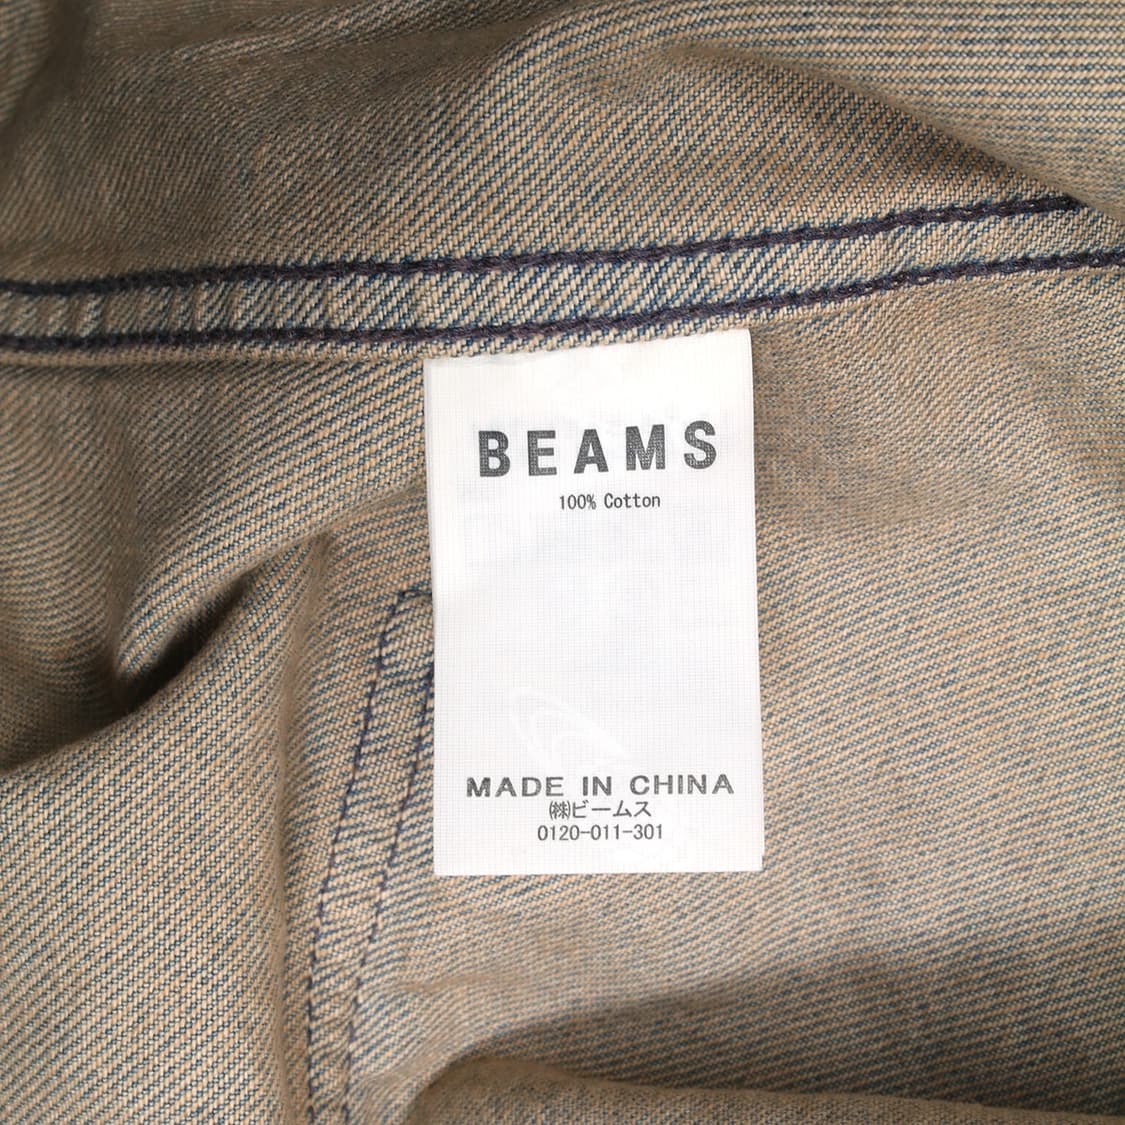 BEAMS
100% Cotton
MADE IN CHINA
㈱ビームス
0120-011-301